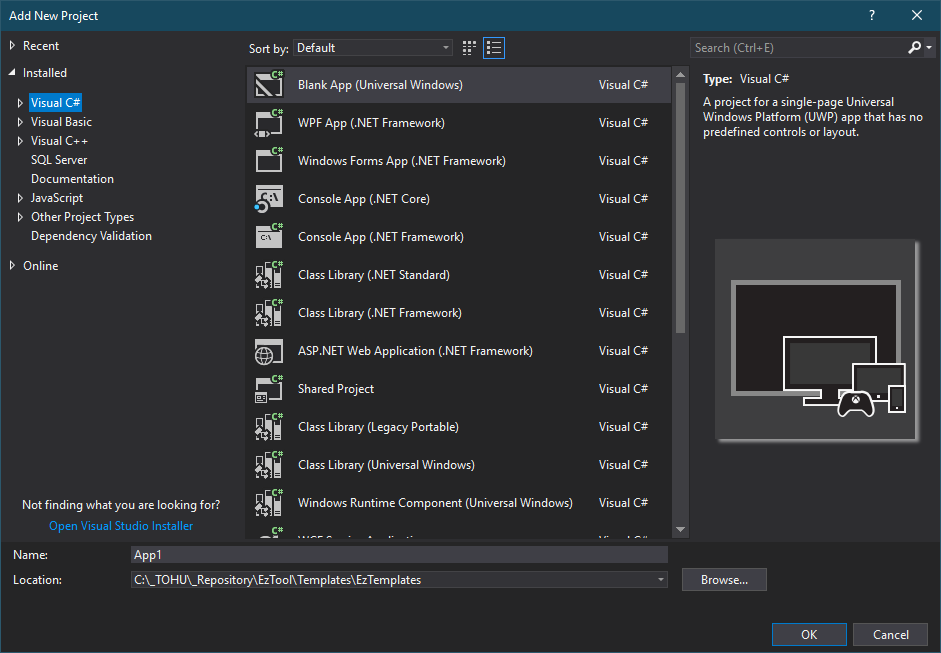 Add New Project
?
Recent
Installed
Visual C#
Visual Basic
Visual C++
SQL Server
Documentation
JavaScript
Other Project Types
Dependency Validation
Online
Not finding what you are looking for?
Open Visual Studio Installer
Sort by: Default
Blank App (Universal Windows) Visual C#
WPF App (.NET Framework) Visual C#
Windows Forms App (.NET Framework) Visual C#
Console App (.NET Core) Visual C#
Console App (.NET Framework) Visual C#
Class Library (.NET Standard) Visual C#
Class Library (.NET Framework) Visual C#
ASP.NET Web Application (.NET Framework) Visual C#
Shared Project Visual C#
Class Library (Legacy Portable) Visual C#
Class Library (Universal Windows) Visual C#
Windows Runtime Component (Universal Windows) Visual C#
Search (Ctrl+E)
Type: Visual C#
A project for a single-page Universal
Windows Platform (UWP) app that has no
predefined controls or layout.
Name: App1
Location: C:\_TOHU\_Repository\EzTool\Templates\EzTemplates
Browse...
OK Cancel